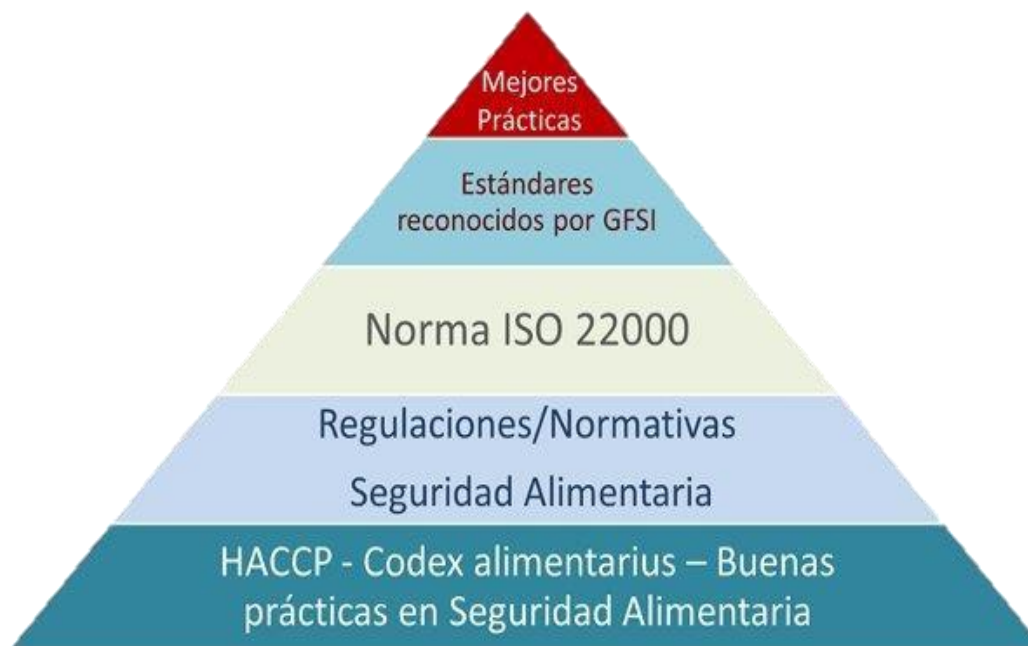 Mejores
Prácticas
Estándares
reconocidos por GFSI
Norma ISO 22000
Regulaciones/Normativas
Seguridad Alimentaria
HACCP - Codex alimentarius – Buenas
prácticas en Seguridad Alimentaria